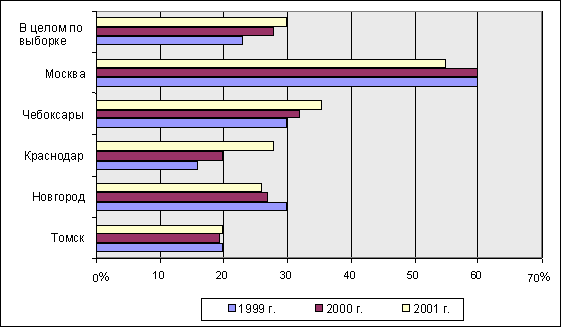 В целом по
выборке
Москва
Чебоксары
Краснодар
Новгород
Томск
0% 10 20 30 40 50 60 70%
1999 г. 2000 г. 2001 г.